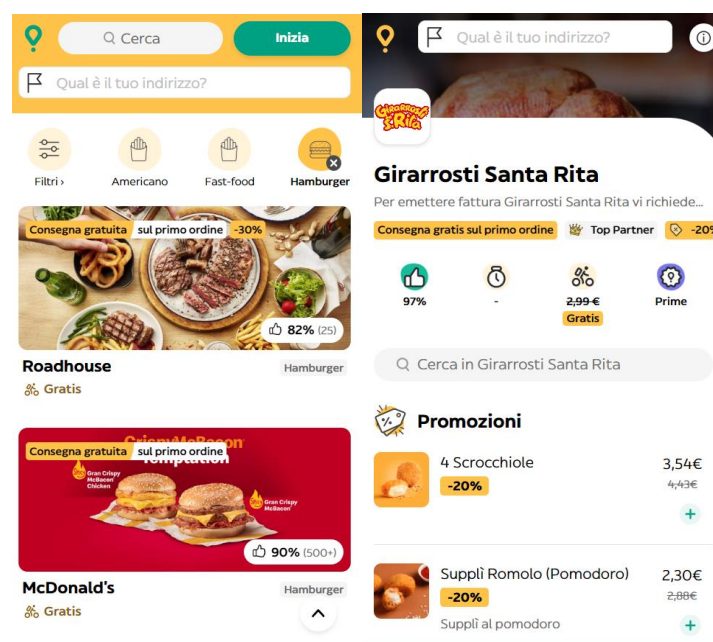 Cerca
Inizia
Qual è il tuo indirizzo?
Filtri ›
Americano
Fast-food
Hamburger
Consegna gratuita sul primo ordine -30%
82% (25)
Roadhouse
Hamburger
Gratis
CrispyMcBacon
Temptation
Consegna gratuita sul primo ordine
Gran Crispy
McBacon
Chicken
Gran Crispy
McBacon
90% (500+)
McDonald's
Hamburger
Gratis
Qual è il tuo indirizzo?
Girarrosti
S.Rita
Girarrosti Santa Rita
Per emettere fattura Girarrosti Santa Rita vi richiede...
Consegna gratis sul primo ordine
Top Partner
-20%
97%
-
2,99 €
Gratis
Prime
Cerca in Girarrosti Santa Rita
Promozioni
4 Scrocchiole
3,54€
-20%
4,43€
+
Supplì Romolo (Pomodoro)
2,30€
-20%
2,88€
Supplì al pomodoro
+